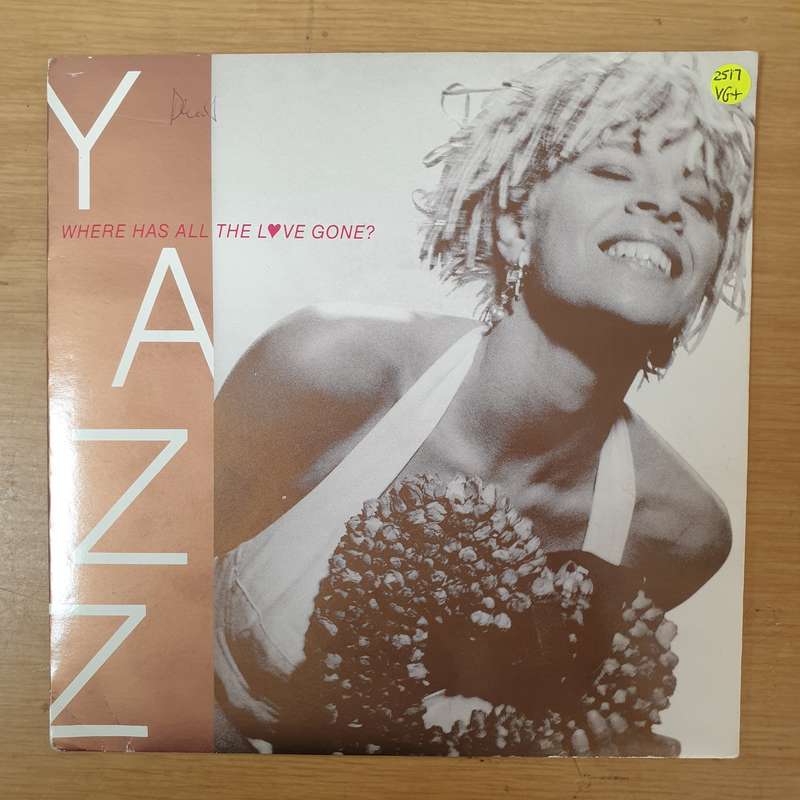 YAZZ
WHERE HAS ALL THE L♥VE GONE?
2517
VG+